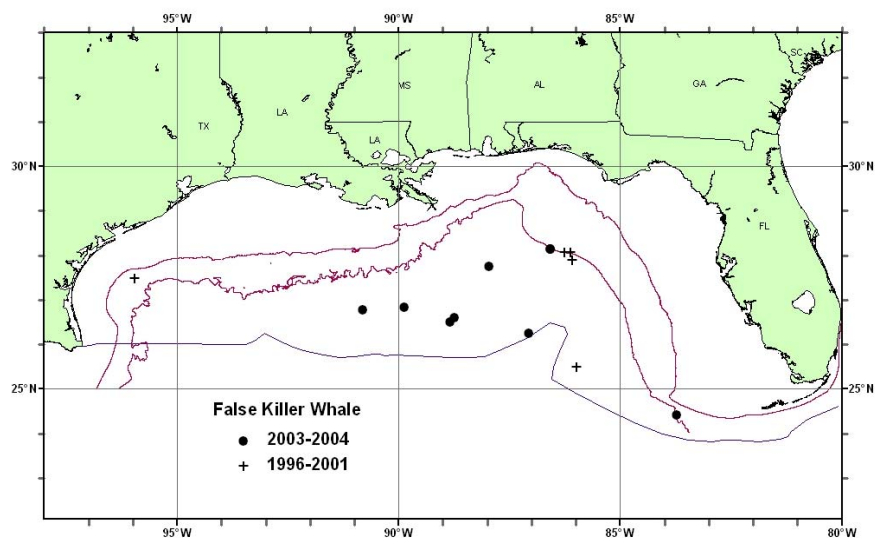 95°W 90°W 85°W 80°W
SC
MS AL GA
LA
TX LA
30°N 30°N
FL
25°N 25°N
False Killer Whale
2003-2004
1996-2001
95°W 90°W 85°W 80°W